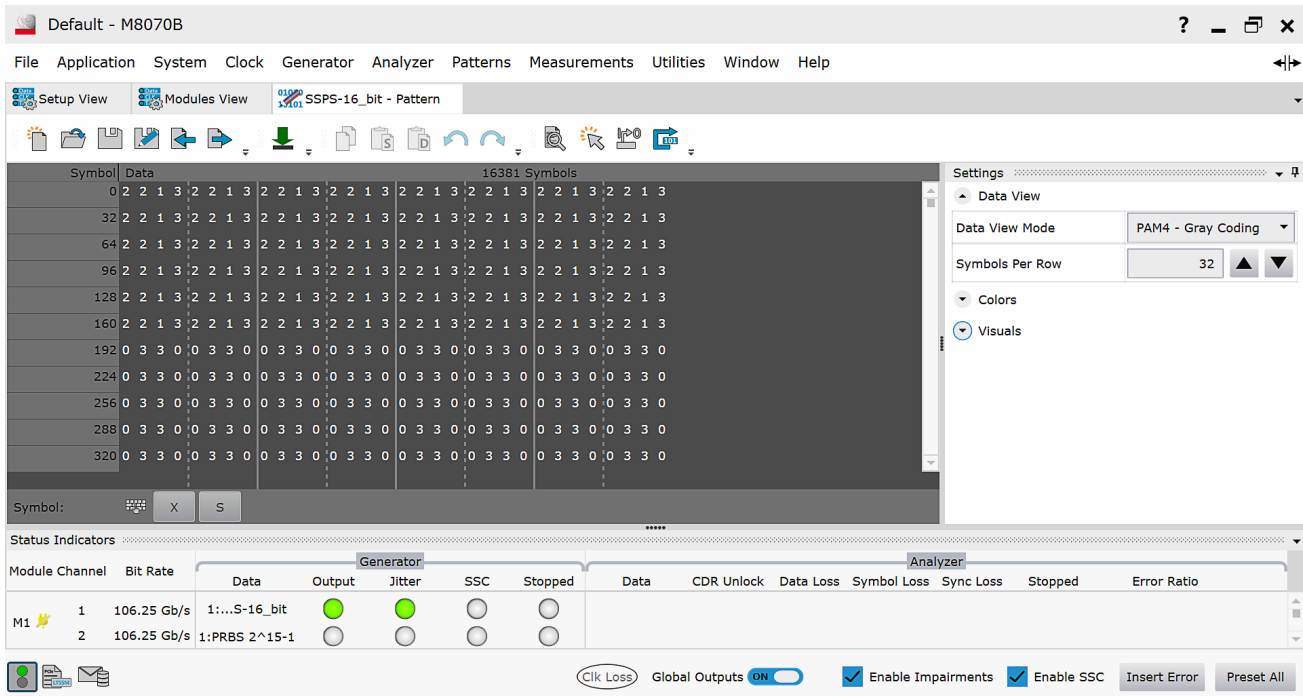 Default - M8070B
?
File Application System Clock Generator Analyzer Patterns Measurements Utilities Window Help
Setup View Modules View SSPS-16_bit - Pattern
Symbol Data 16381 Symbols
0 2 2 1 3 2 2 1 3 2 2 1 3 2 2 1 3 2 2 1 3 2 2 1 3 2 2 1 3 2 2 1 3
32 2 2 1 3 2 2 1 3 2 2 1 3 2 2 1 3 2 2 1 3 2 2 1 3 2 2 1 3 2 2 1 3
64 2 2 1 3 2 2 1 3 2 2 1 3 2 2 1 3 2 2 1 3 2 2 1 3 2 2 1 3 2 2 1 3
96 2 2 1 3 2 2 1 3 2 2 1 3 2 2 1 3 2 2 1 3 2 2 1 3 2 2 1 3 2 2 1 3
128 2 2 1 3 2 2 1 3 2 2 1 3 2 2 1 3 2 2 1 3 2 2 1 3 2 2 1 3 2 2 1 3
160 2 2 1 3 2 2 1 3 2 2 1 3 2 2 1 3 2 2 1 3 2 2 1 3 2 2 1 3 2 2 1 3
192 0 3 3 0 0 3 3 0 0 3 3 0 0 3 3 0 0 3 3 0 0 3 3 0 0 3 3 0 0 3 3 0
224 0 3 3 0 0 3 3 0 0 3 3 0 0 3 3 0 0 3 3 0 0 3 3 0 0 3 3 0 0 3 3 0
256 0 3 3 0 0 3 3 0 0 3 3 0 0 3 3 0 0 3 3 0 0 3 3 0 0 3 3 0 0 3 3 0
288 0 3 3 0 0 3 3 0 0 3 3 0 0 3 3 0 0 3 3 0 0 3 3 0 0 3 3 0 0 3 3 0
320 0 3 3 0 0 3 3 0 0 3 3 0 0 3 3 0 0 3 3 0 0 3 3 0 0 3 3 0 0 3 3 0
Symbol: X S
Settings
Data View
Data View Mode PAM4 - Gray Coding
Symbols Per Row 32
Colors
Visuals
Status Indicators
Generator Analyzer
Module Channel Bit Rate Data Output Jitter SSC Stopped Data CDR Unlock Data Loss Symbol Loss Sync Loss Stopped Error Ratio
M1
1 106.25 Gb/s 1:...S-16_bit
2 106.25 Gb/s 1:PRBS 2^15-1
Clk Loss Global Outputs ON Enable Impairments Enable SSC Insert Error Preset All